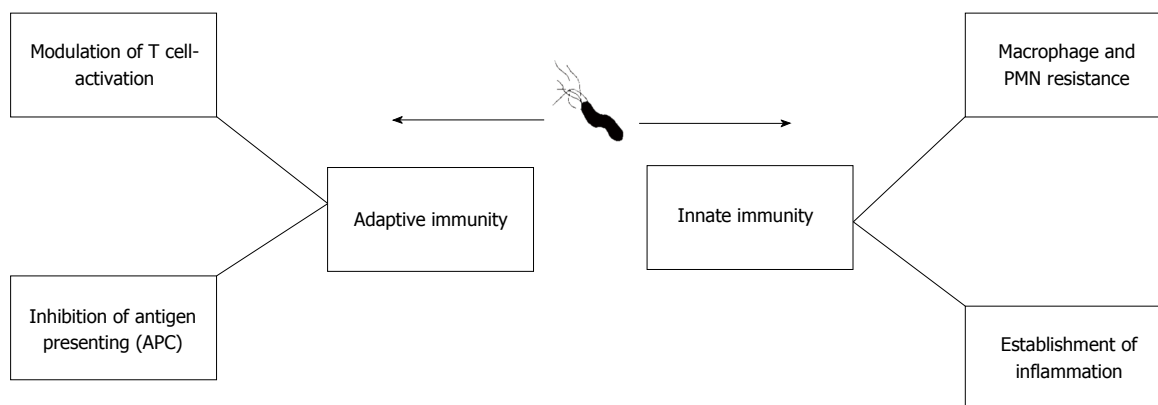 Modulation of T cell-
activation
Macrophage and
PMN resistance
Adaptive immunity
Innate immunity
Inhibition of antigen
presenting (APC)
Establishment of
inflammation